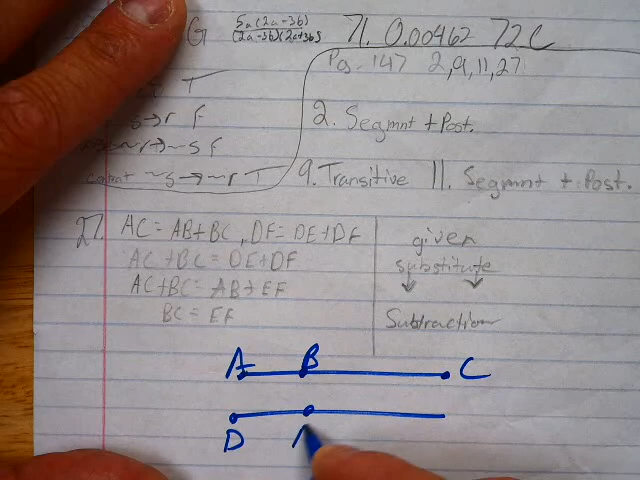 G 5a(2a-3b) 71. 0.00462 72 C
(2a-3b)(2a+3b)
Pg. 147 2,9,11,27
T
s→r F
2. Segmnt + Post.
~r→~s F
~s→~r T 9. Transitive 11. Segmnt + Post.
27. AC = AB+BC, DF = DE+DF given
AC+BC = DE+DF substitute
AC+BC = AB+EF
BC = EF Subtraction
A B C
D